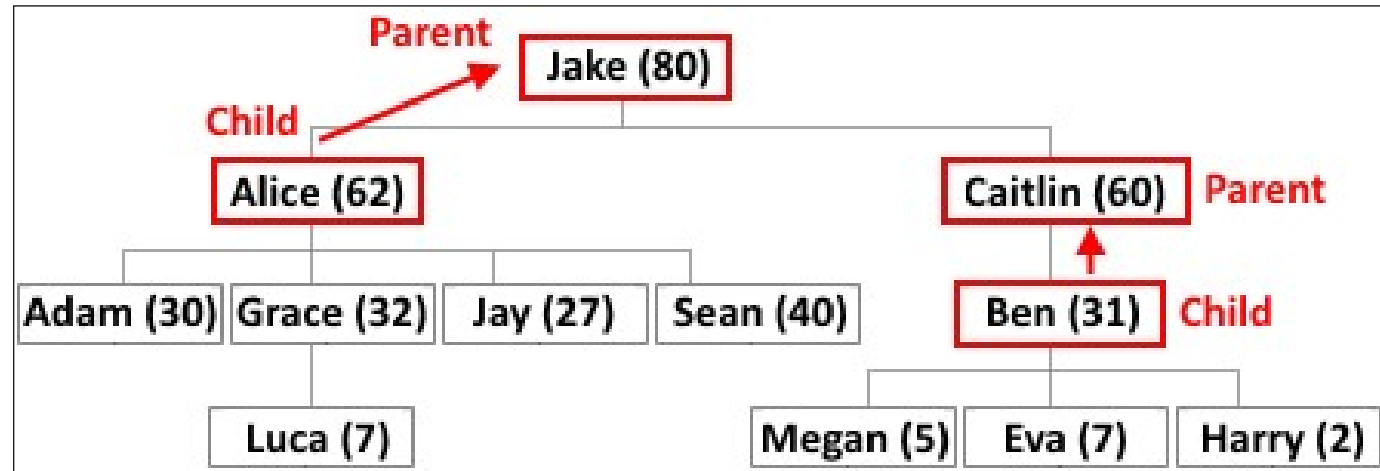 Parent
Jake (80)
Child
Alice (62)
Caitlin (60) Parent
Adam (30) Grace (32) Jay (27) Sean (40) Ben (31) Child
Luca (7) Megan (5) Eva (7) Harry (2)